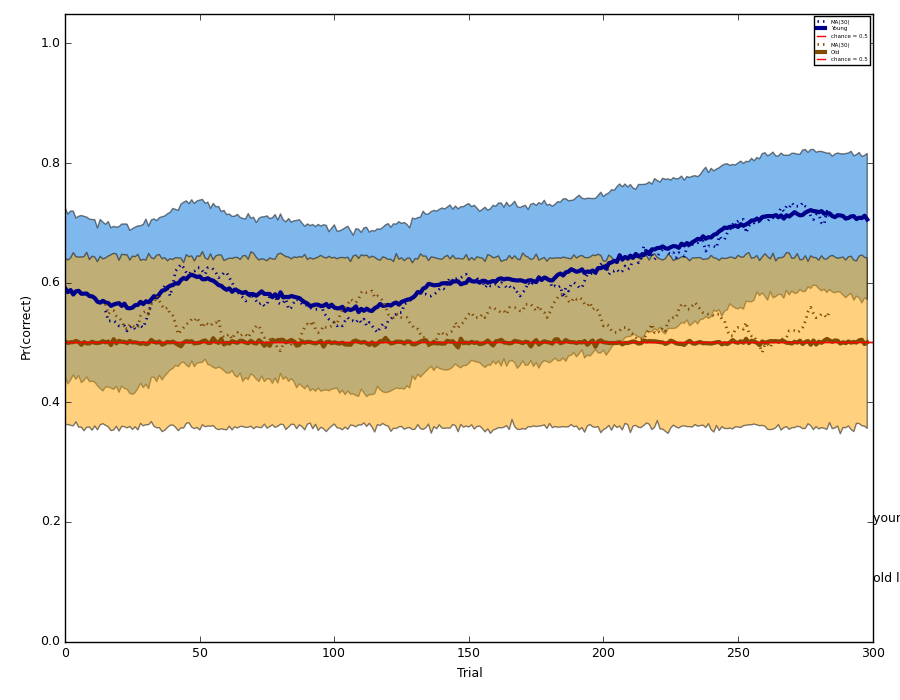 1.0
0.8
0.6
0.4
0.2
0.0
0
50
100
150
200
250
300
Pr(correct)
Trial
MA(30)
Young
chance = 0.5
MA(30)
Old
chance = 0.5
your
old l